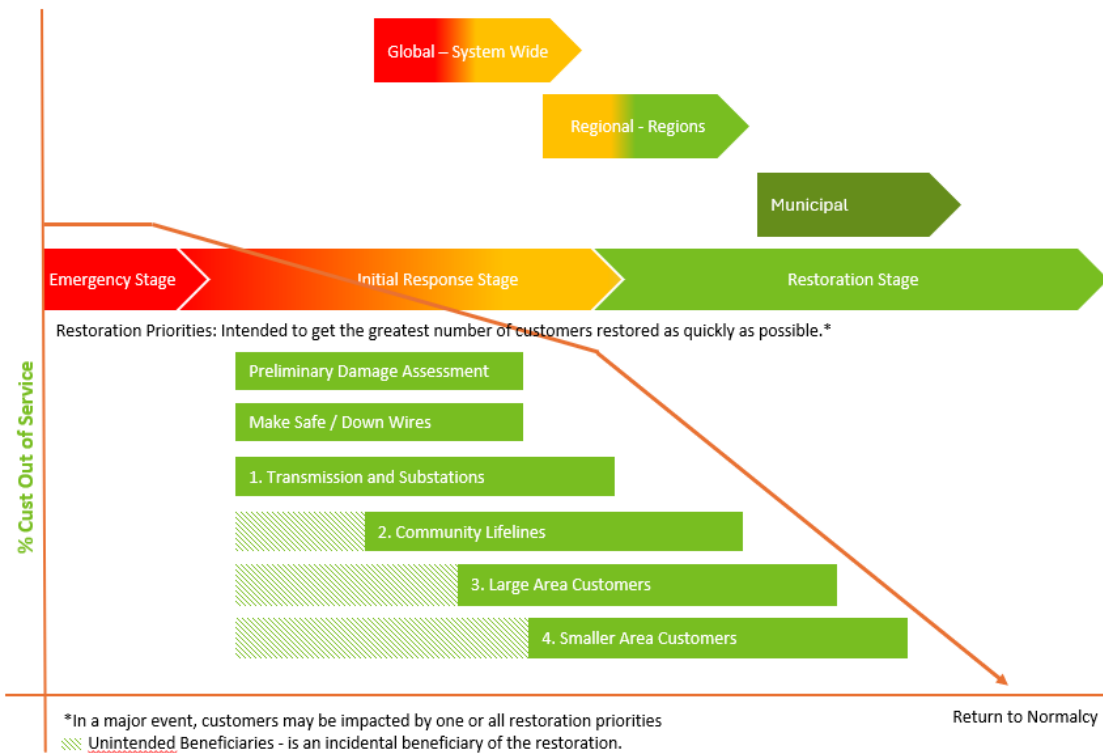 Global – System Wide
Regional - Regions
Municipal
Emergency Stage
Initial Response Stage
Restoration Stage
Restoration Priorities: Intended to get the greatest number of customers restored as quickly as possible.*
% Cust Out of Service
Preliminary Damage Assessment
Make Safe / Down Wires
1. Transmission and Substations
2. Community Lifelines
3. Large Area Customers
4. Smaller Area Customers
*In a major event, customers may be impacted by one or all restoration priorities
Return to Normalcy
Unintended Beneficiaries - is an incidental beneficiary of the restoration.